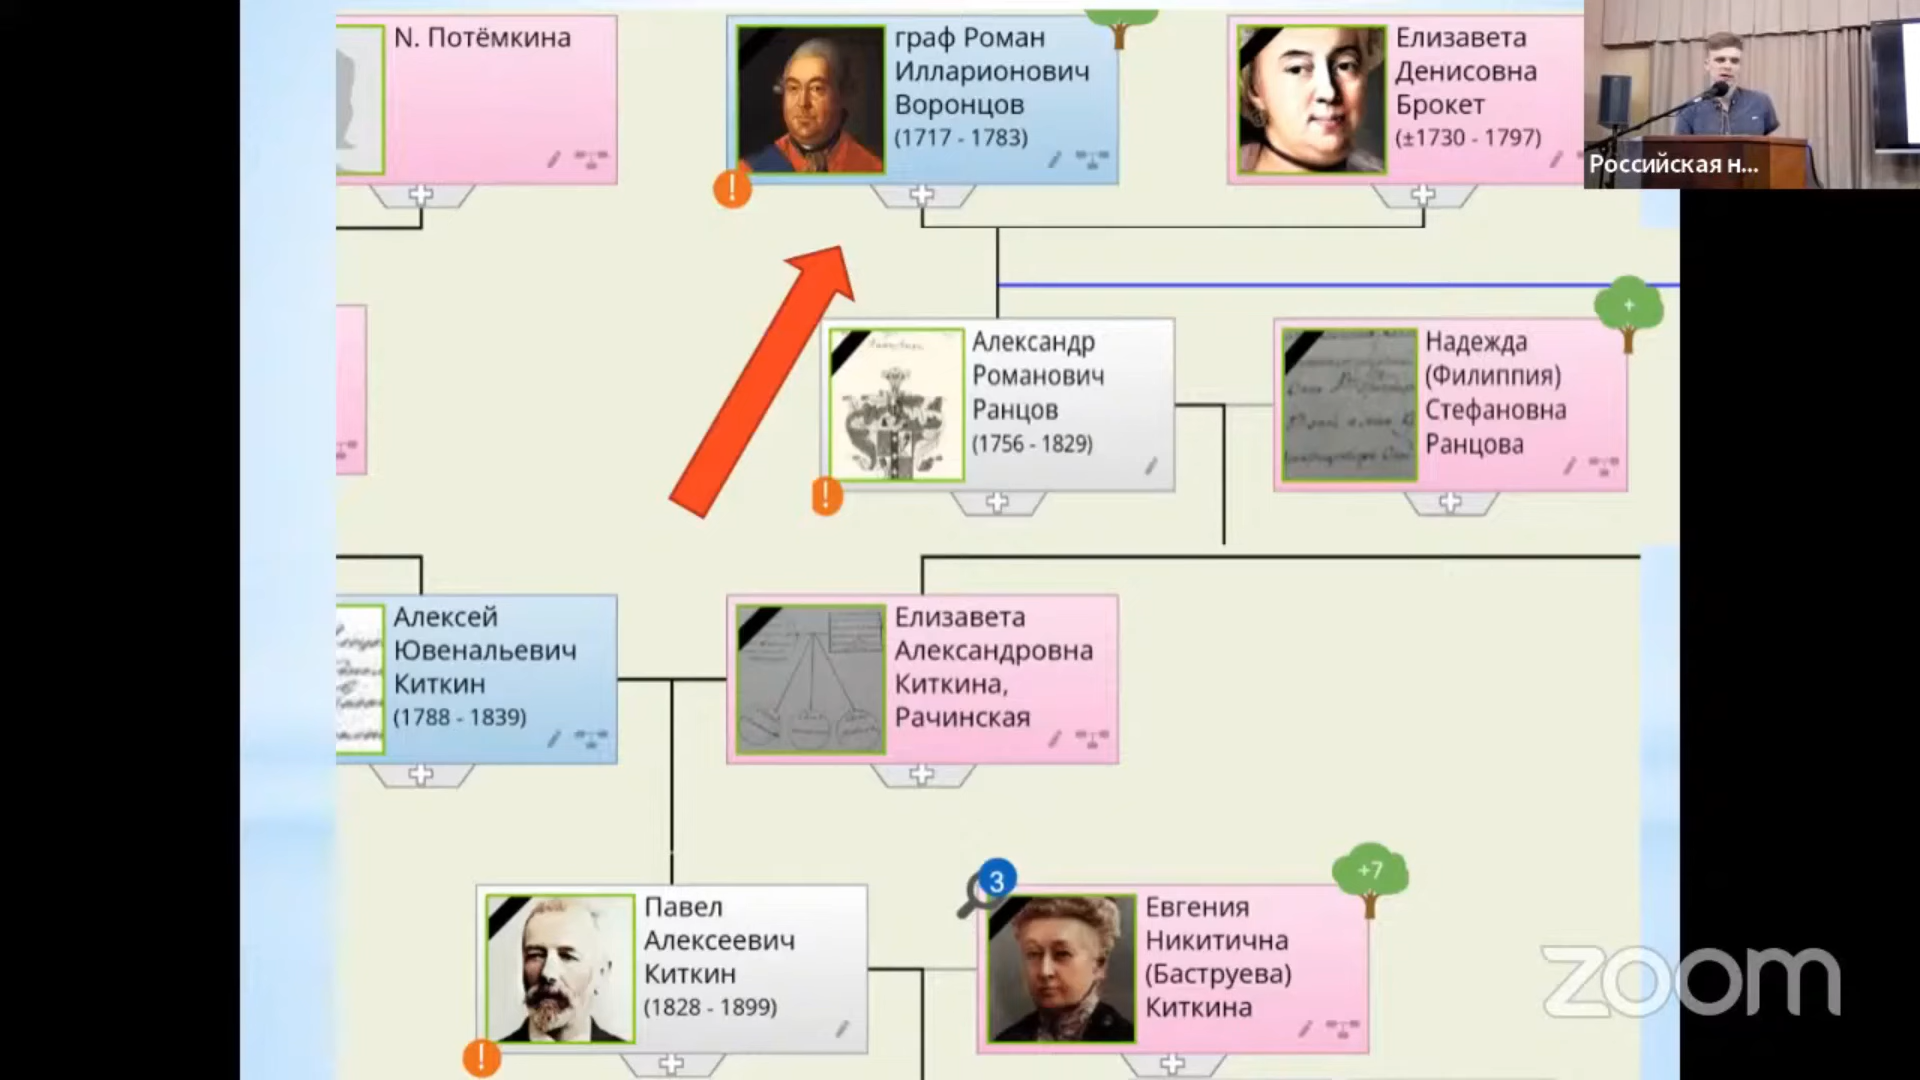 N. Потёмкина
граф Роман
Илларионович
Воронцов
(1717 - 1783)
Елизавета
Денисовна
Брокет
(±1730 - 1797)
Российская н...
Александр
Романович
Ранцов
(1756 - 1829)
Надежда
(Филиппия)
Стефановна
Ранцова
Алексей
Ювенальевич
Киткин
(1788 - 1839)
Елизавета
Александровна
Киткина,
Рачинская
Павел
Алексеевич
Киткин
(1828 - 1899)
3
Евгения
Никитична
(Баструева)
Киткина
+7
zoom